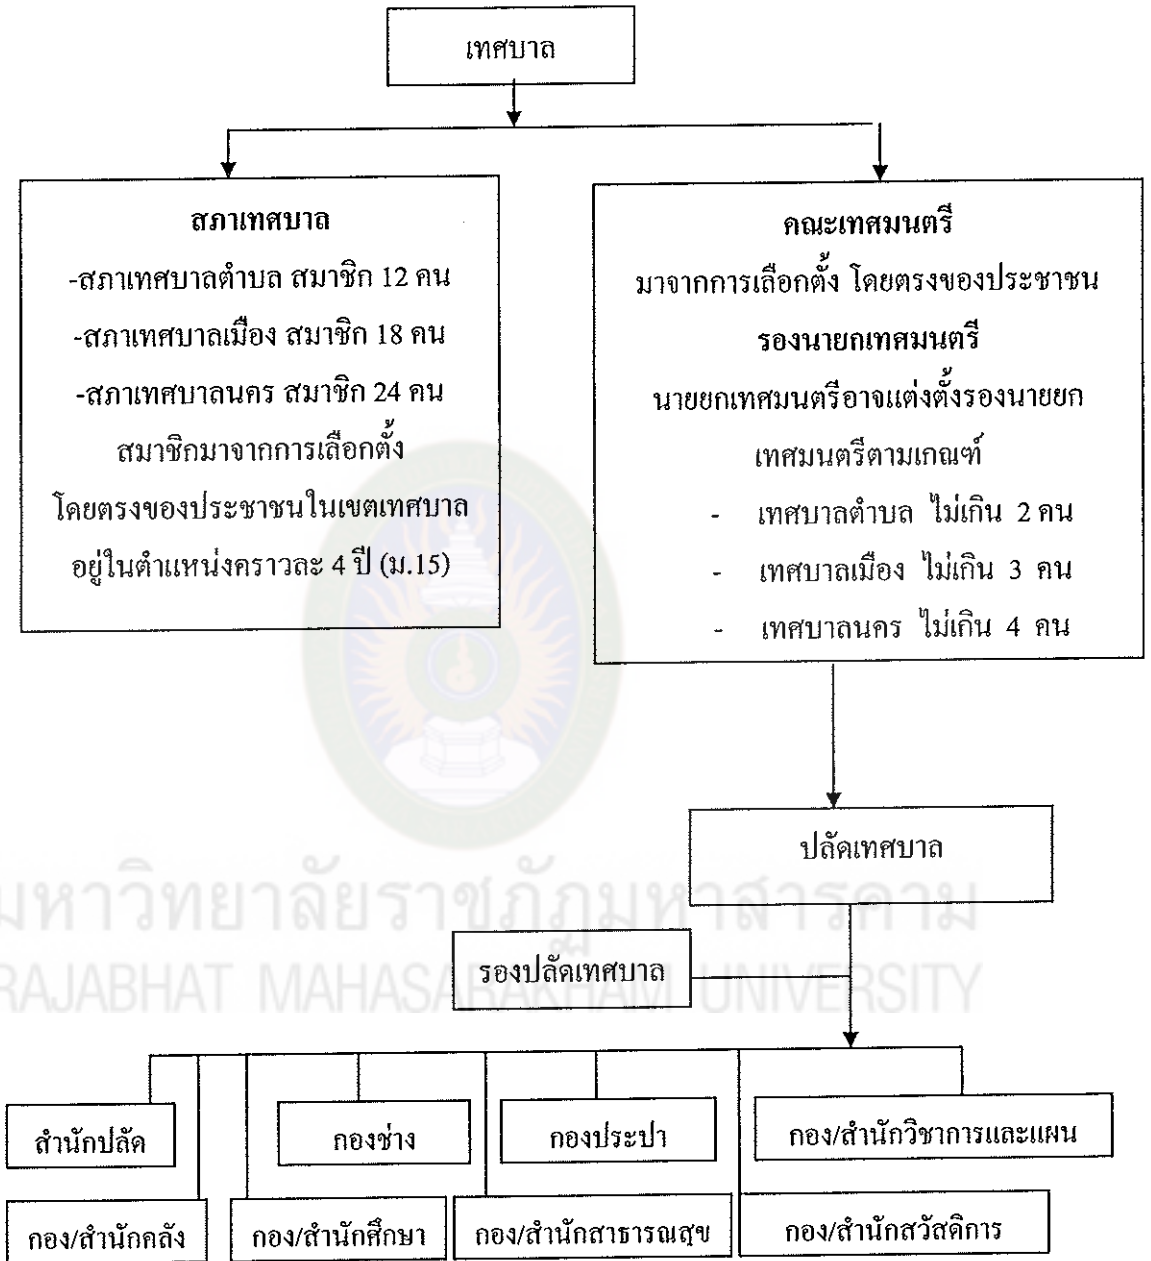 เทศบาล
สภาเทศบาล
-สภาเทศบาลตำบล สมาชิก 12 คน
-สภาเทศบาลเมือง สมาชิก 18 คน
-สภาเทศบาลนคร สมาชิก 24 คน
สมาชิกมาจากการเลือกตั้ง
โดยตรงของประชาชนในเขตเทศบาล
อยู่ในตำแหน่งคราวละ 4 ปี (ม.15)
คณะเทศมนตรี
มาจากการเลือกตั้ง โดยตรงของประชาชน
รองนายกเทศมนตรี
นายยกเทศมนตรีอาจแต่งตั้งรองนายยก
เทศมนตรีตามเกณฑ์
- เทศบาลตำบล ไม่เกิน 2 คน
- เทศบาลเมือง ไม่เกิน 3 คน
- เทศบาลนคร ไม่เกิน 4 คน
ปลัดเทศบาล
มหาวิทยาลัยราชภัฏมหาสารคาม
รองปลัดเทศบาล
RAJABHAT MAHASARAKHAM UNIVERSITY
สำนักปลัด
กองช่าง
กองประปา
กอง/สำนักวิชาการและแผน
กอง/สำนักคลัง
กอง/สำนักศึกษา
กอง/สำนักสาธารณสุข
กอง/สำนักสวัสดิการ